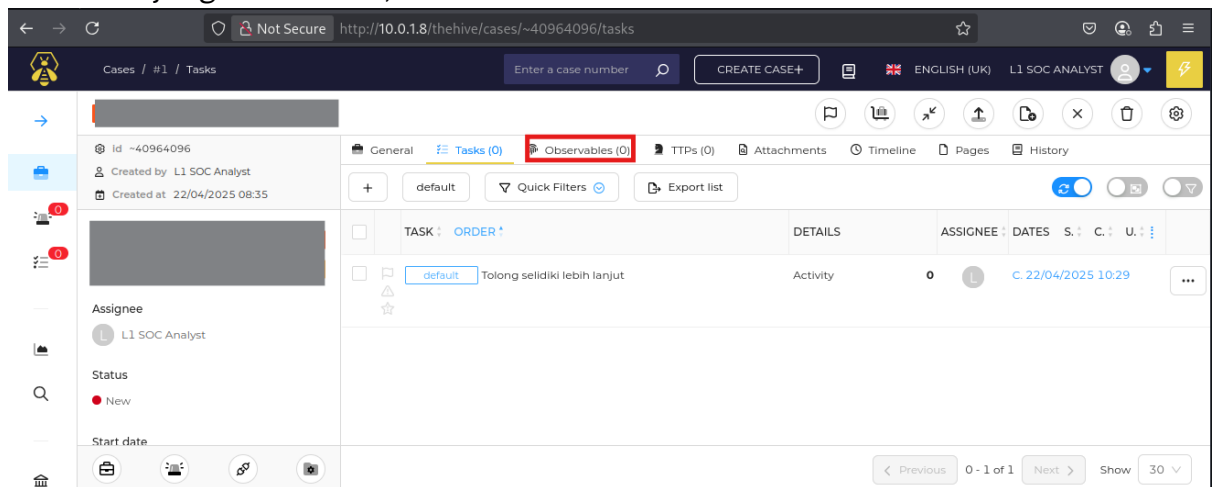 Not Secure http://10.0.1.8/thehive/cases/~40964096/tasks
Cases / #1 / Tasks Enter a case number CREATE CASE+ ENGLISH (UK) L1 SOC ANALYST
Id ~40964096
Created by L1 SOC Analyst
Created at 22/04/2025 08:35
General Tasks (0) Observables (0) TTPs (0) Attachments Timeline Pages History
+ default Quick Filters Export list
0
0
TASK ORDER DETAILS ASSIGNEE DATES S. C. U.
default Tolong selidiki lebih lanjut Activity 0 L C. 22/04/2025 10:29
Assignee
L L1 SOC Analyst
Status
New
Start date
Previous 0 - 1 of 1 Next Show 30